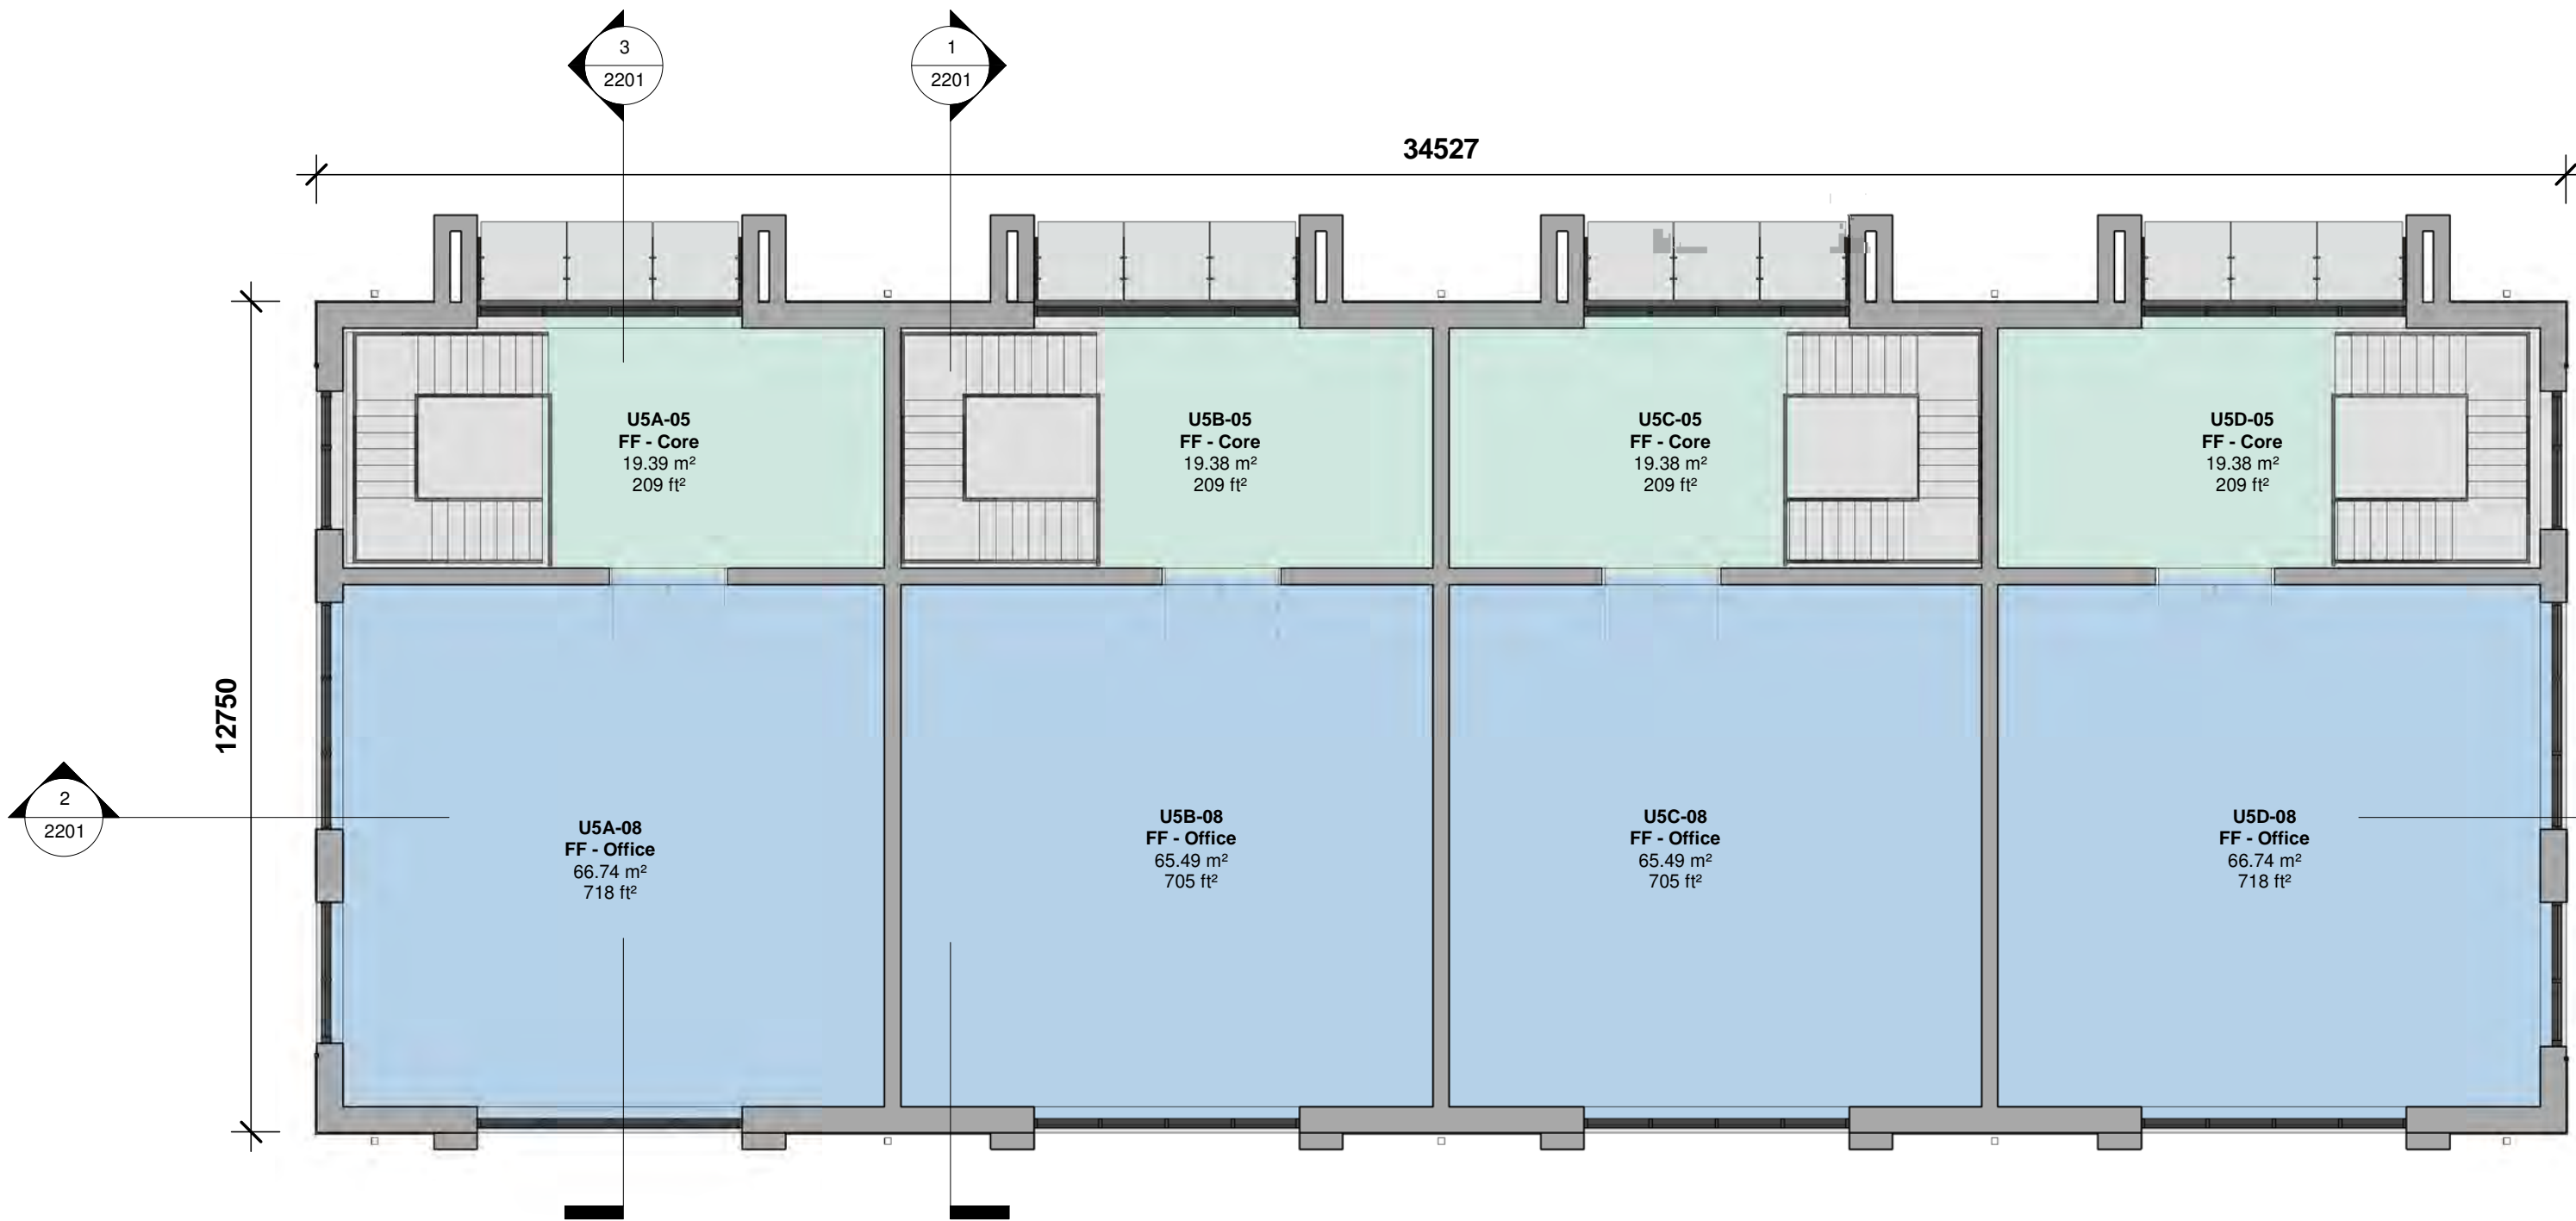 3
2201
1
2201
34527
U5A-05
FF - Core
19.39 m²
209 ft²
U5B-05
FF - Core
19.38 m²
209 ft²
U5C-05
FF - Core
19.38 m²
209 ft²
U5D-05
FF - Core
19.38 m²
209 ft²
12750
2
2201
U5A-08
FF - Office
66.74 m²
718 ft²
U5B-08
FF - Office
65.49 m²
705 ft²
U5C-08
FF - Office
65.49 m²
705 ft²
U5D-08
FF - Office
66.74 m²
718 ft²